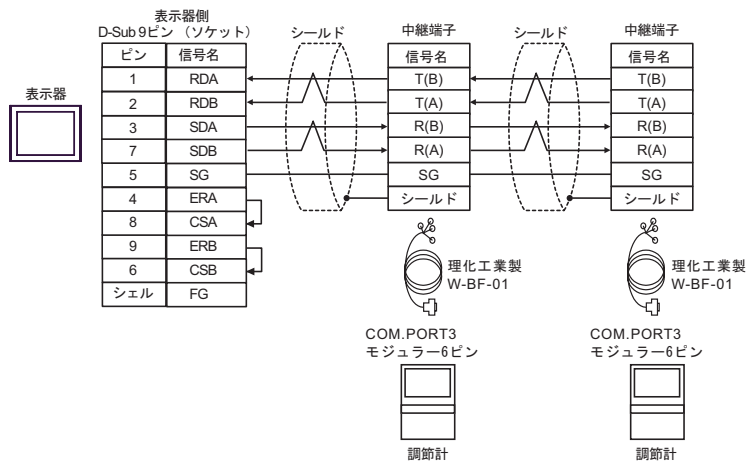 表示器側
D-Sub 9ピン （ソケット）
ピン 信号名
1 RDA
2 RDB
3 SDA
7 SDB
5 SG
4 ERA
8 CSA
9 ERB
6 CSB
シェル FG
表示器
シールド
中継端子
信号名
T(B)
T(A)
R(B)
R(A)
SG
シールド
シールド
中継端子
信号名
T(B)
T(A)
R(B)
R(A)
SG
シールド
理化工業製
W-BF-01
COM.PORT3
モジュラー6ピン
調節計
理化工業製
W-BF-01
COM.PORT3
モジュラー6ピン
調節計